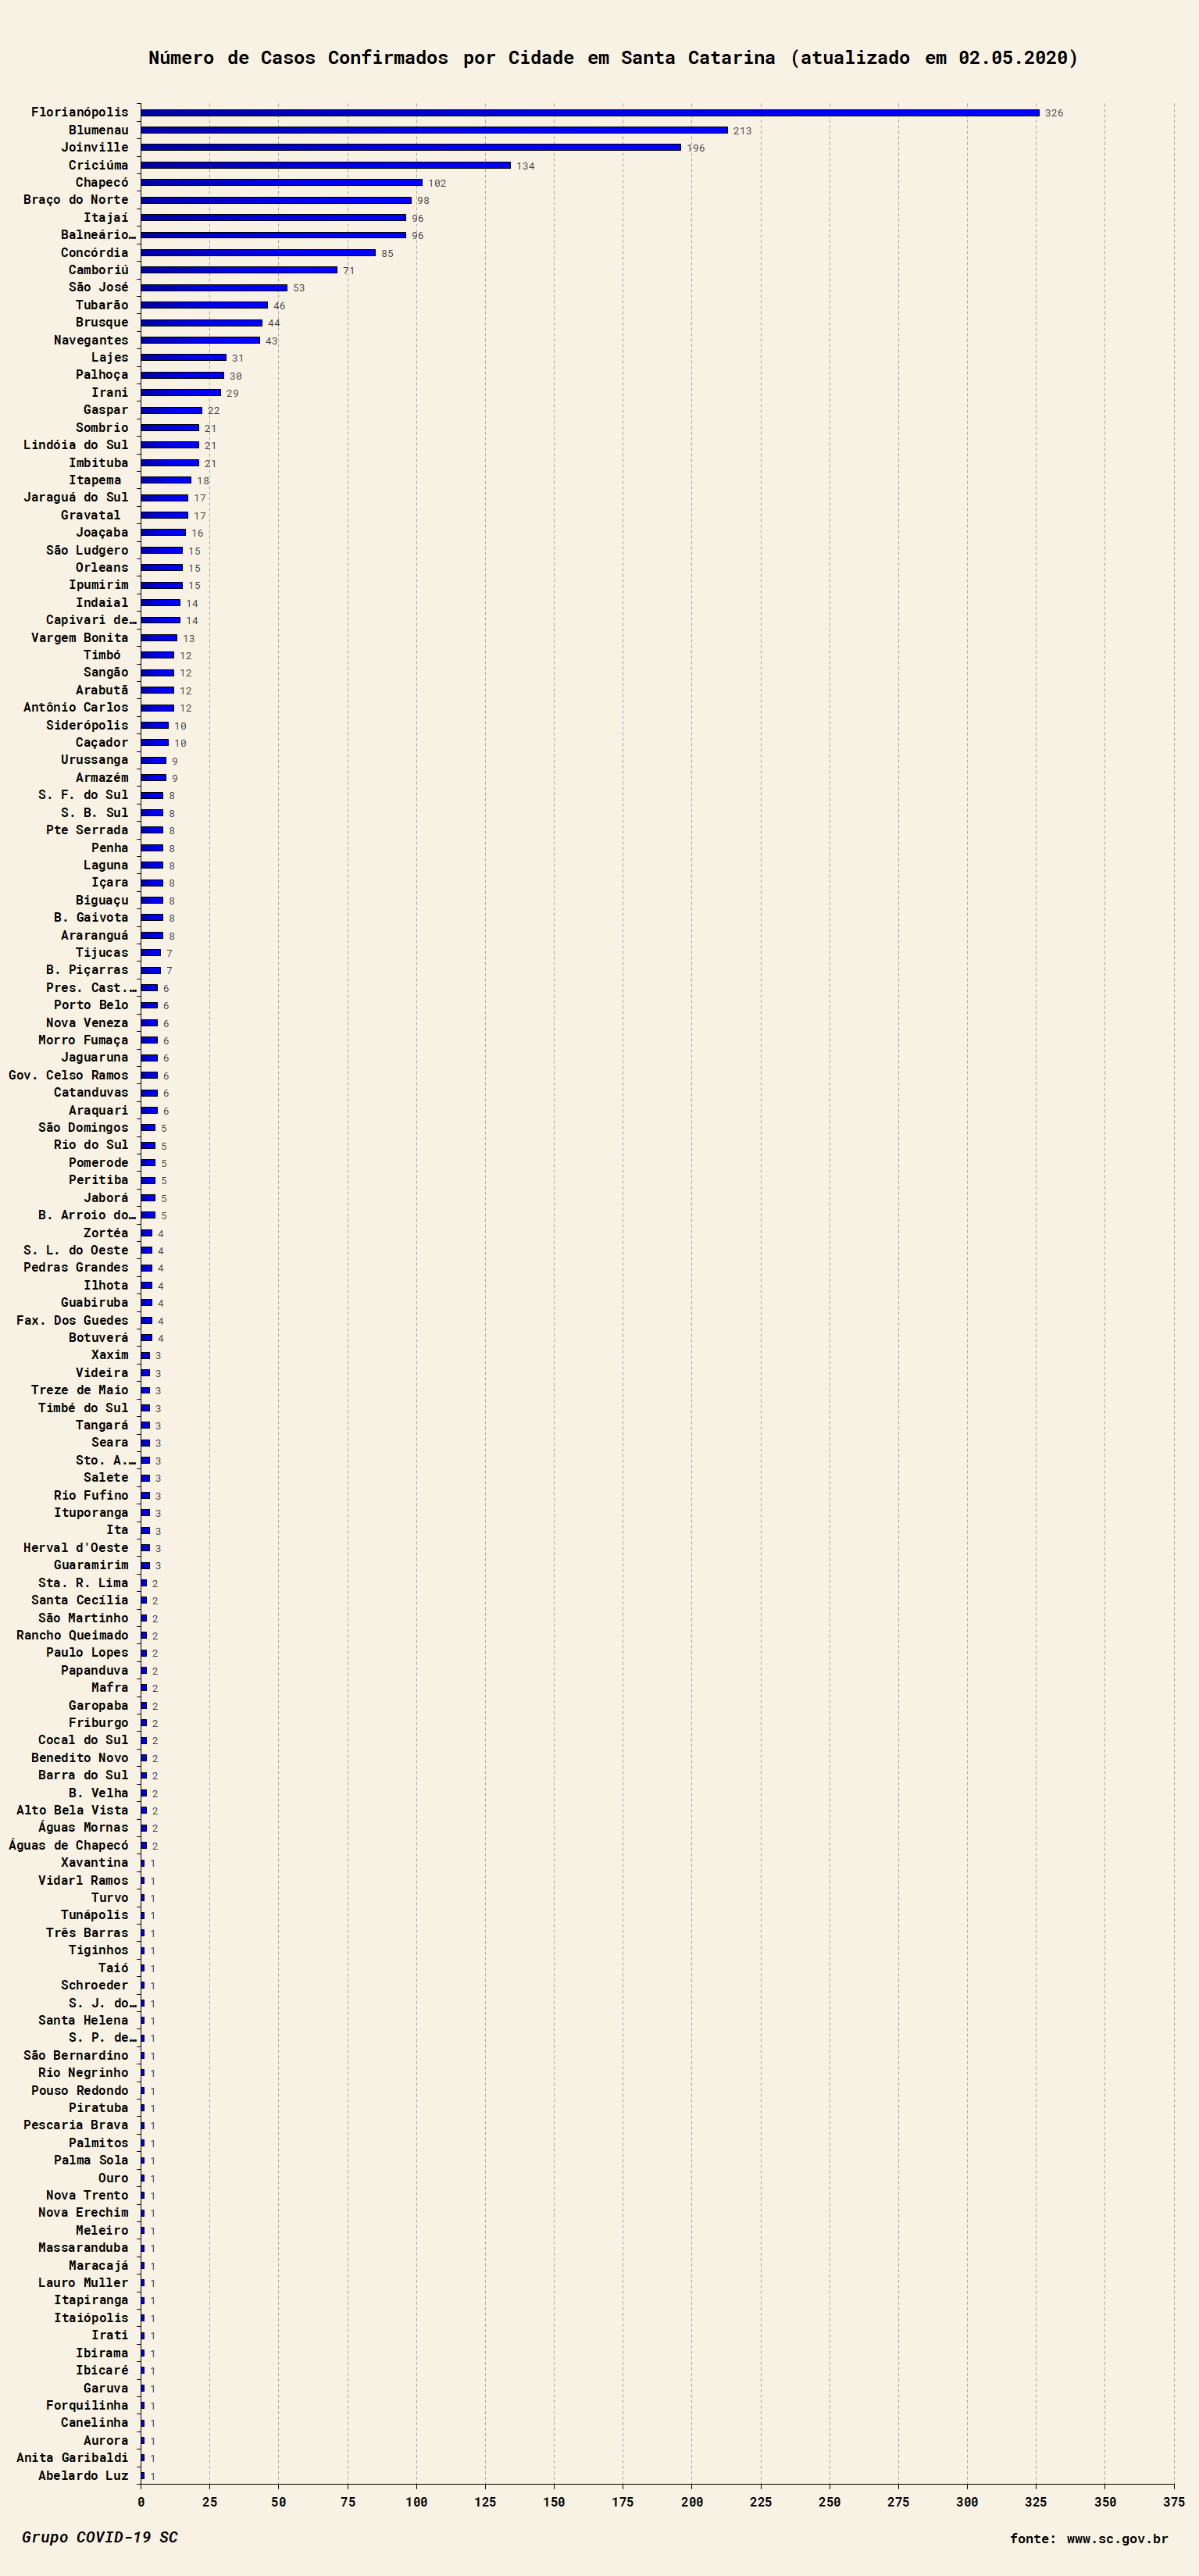 Número de Casos Confirmados por Cidade em Santa Catarina (atualizado em 02.05.2020)
Florianópolis 326
Blumenau 213
Joinville 196
Criciúma 134
Chapecó 102
Braço do Norte 98
Itajaí 96
Balneário… 96
Concórdia 85
Camboriú 71
São José 53
Tubarão 46
Brusque 44
Navegantes 43
Lajes 31
Palhoça 30
Irani 29
Gaspar 22
Sombrio 21
Lindóia do Sul 21
Imbituba 21
Itapema 18
Jaraguá do Sul 17
Gravatal 17
Joaçaba 16
São Ludgero 15
Orleans 15
Ipumirim 15
Indaial 14
Capivari de… 14
Vargem Bonita 13
Timbó 12
Sangão 12
Arabutã 12
Antônio Carlos 12
Siderópolis 10
Caçador 10
Urussanga 9
Armazém 9
S. F. do Sul 8
S. B. Sul 8
Pte Serrada 8
Penha 8
Laguna 8
Içara 8
Biguaçu 8
B. Gaivota 8
Araranguá 8
Tijucas 7
B. Piçarras 7
Pres. Cast.… 6
Porto Belo 6
Nova Veneza 6
Morro Fumaça 6
Jaguaruna 6
Gov. Celso Ramos 6
Catanduvas 6
Araquari 6
São Domingos 5
Rio do Sul 5
Pomerode 5
Peritiba 5
Jaborá 5
B. Arroio do… 5
Zortéa 4
S. L. do Oeste 4
Pedras Grandes 4
Ilhota 4
Guabiruba 4
Fax. Dos Guedes 4
Botuverá 4
Xaxim 3
Videira 3
Treze de Maio 3
Timbé do Sul 3
Tangará 3
Seara 3
Sto. A.… 3
Salete 3
Rio Fufino 3
Ituporanga 3
Ita 3
Herval d'Oeste 3
Guaramirim 3
Sta. R. Lima 2
Santa Cecília 2
São Martinho 2
Rancho Queimado 2
Paulo Lopes 2
Papanduva 2
Mafra 2
Garopaba 2
Friburgo 2
Cocal do Sul 2
Benedito Novo 2
Barra do Sul 2
B. Velha 2
Alto Bela Vista 2
Águas Mornas 2
Águas de Chapecó 2
Xavantina 1
Vidarl Ramos 1
Turvo 1
Tunápolis 1
Três Barras 1
Tiginhos 1
Taió 1
Schroeder 1
S. J. do… 1
Santa Helena 1
S. P. de… 1
São Bernardino 1
Rio Negrinho 1
Pouso Redondo 1
Piratuba 1
Pescaria Brava 1
Palmitos 1
Palma Sola 1
Ouro 1
Nova Trento 1
Nova Erechim 1
Meleiro 1
Massaranduba 1
Maracajá 1
Lauro Muller 1
Itapiranga 1
Itaiópolis 1
Irati 1
Ibirama 1
Ibicaré 1
Garuva 1
Forquilinha 1
Canelinha 1
Aurora 1
Anita Garibaldi 1
Abelardo Luz 1
0 25 50 75 100 125 150 175 200 225 250 275 300 325 350 375
Grupo COVID-19 SC
fonte: www.sc.gov.br